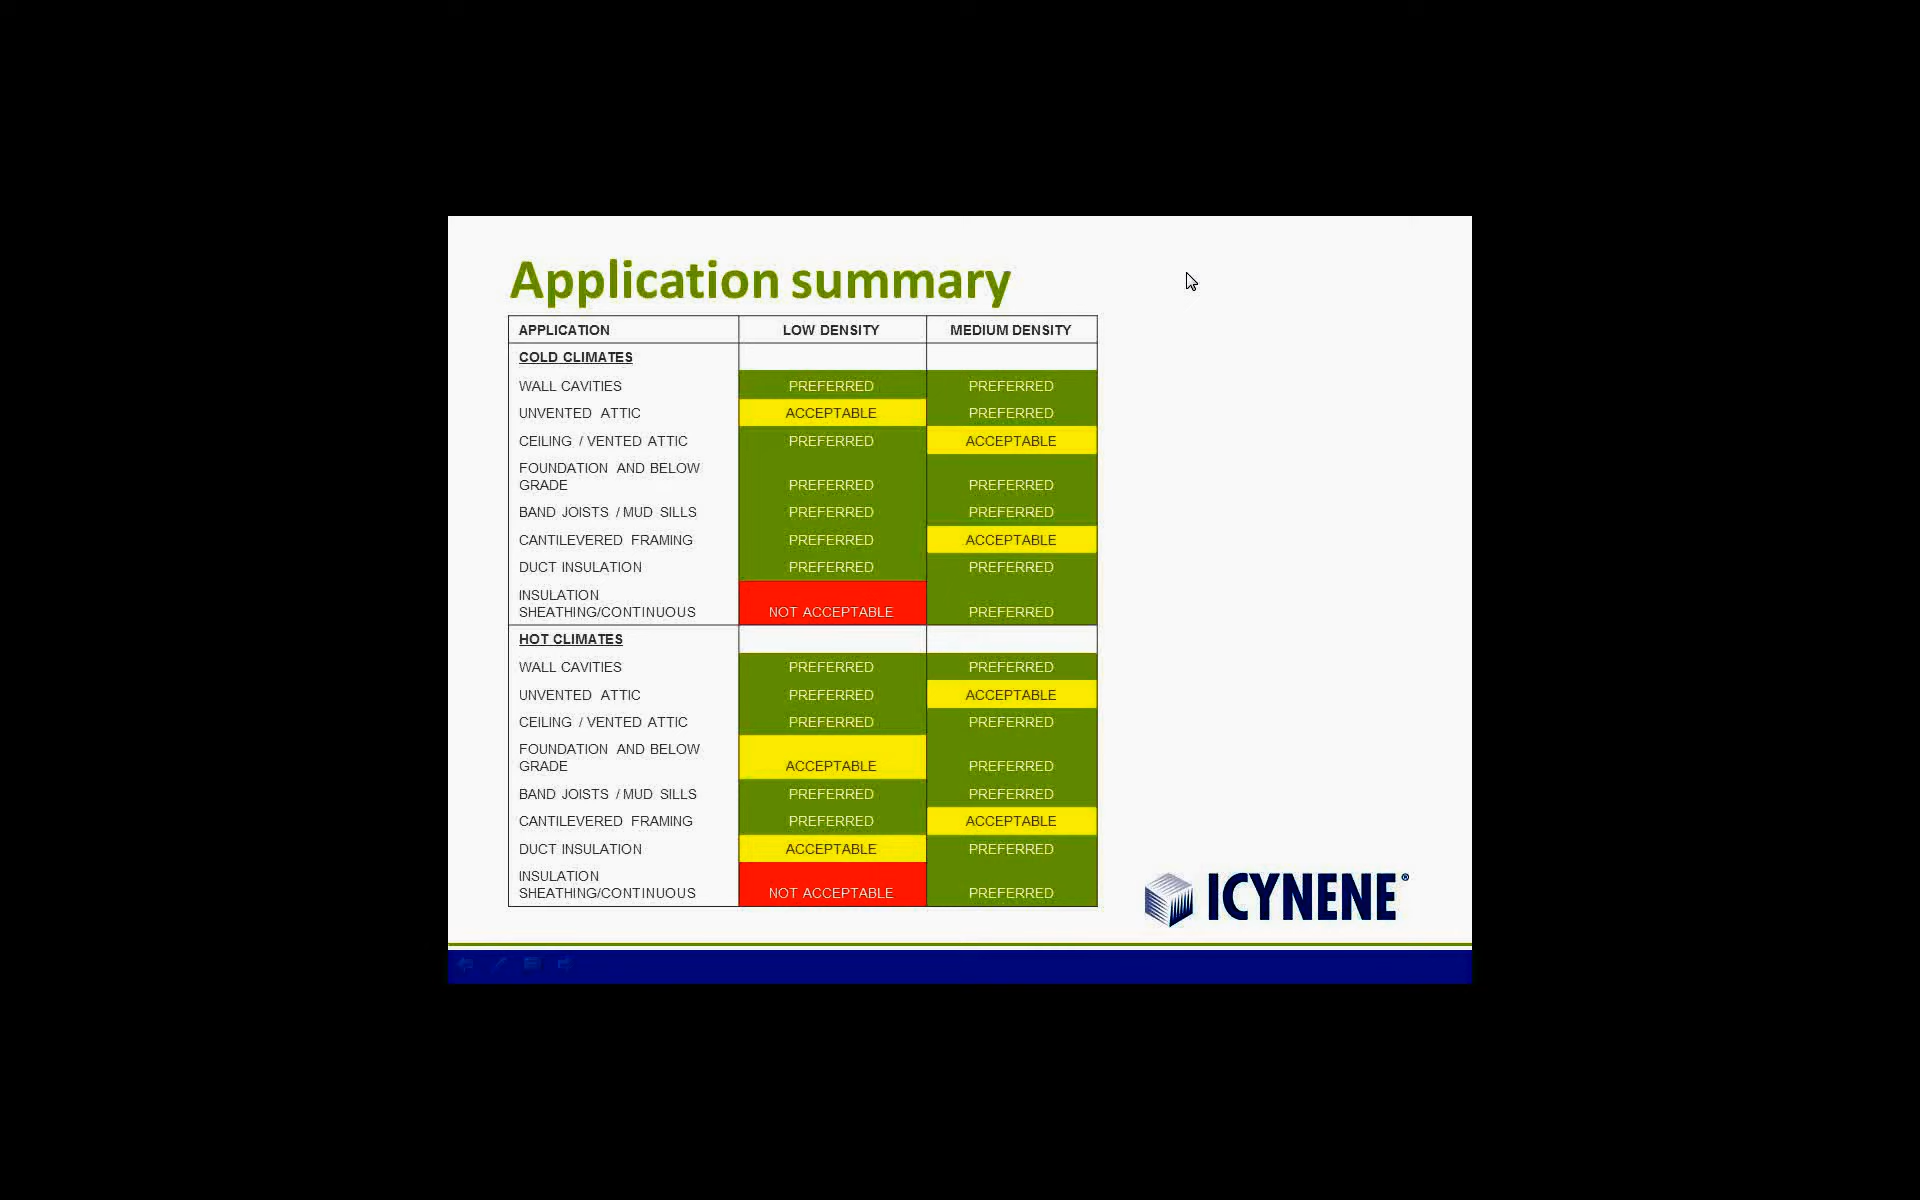 Application summary
APPLICATION LOW DENSITY MEDIUM DENSITY
COLD CLIMATES
WALL CAVITIES PREFERRED PREFERRED
UNVENTED ATTIC ACCEPTABLE PREFERRED
CEILING / VENTED ATTIC PREFERRED ACCEPTABLE
FOUNDATION AND BELOW
GRADE PREFERRED PREFERRED
BAND JOISTS / MUD SILLS PREFERRED PREFERRED
CANTILEVERED FRAMING PREFERRED ACCEPTABLE
DUCT INSULATION PREFERRED PREFERRED
INSULATION
SHEATHING/CONTINUOUS NOT ACCEPTABLE PREFERRED
HOT CLIMATES
WALL CAVITIES PREFERRED PREFERRED
UNVENTED ATTIC PREFERRED ACCEPTABLE
CEILING / VENTED ATTIC PREFERRED PREFERRED
FOUNDATION AND BELOW
GRADE ACCEPTABLE PREFERRED
BAND JOISTS / MUD SILLS PREFERRED PREFERRED
CANTILEVERED FRAMING PREFERRED ACCEPTABLE
DUCT INSULATION ACCEPTABLE PREFERRED
INSULATION
SHEATHING/CONTINUOUS NOT ACCEPTABLE PREFERRED
ICYNENE®